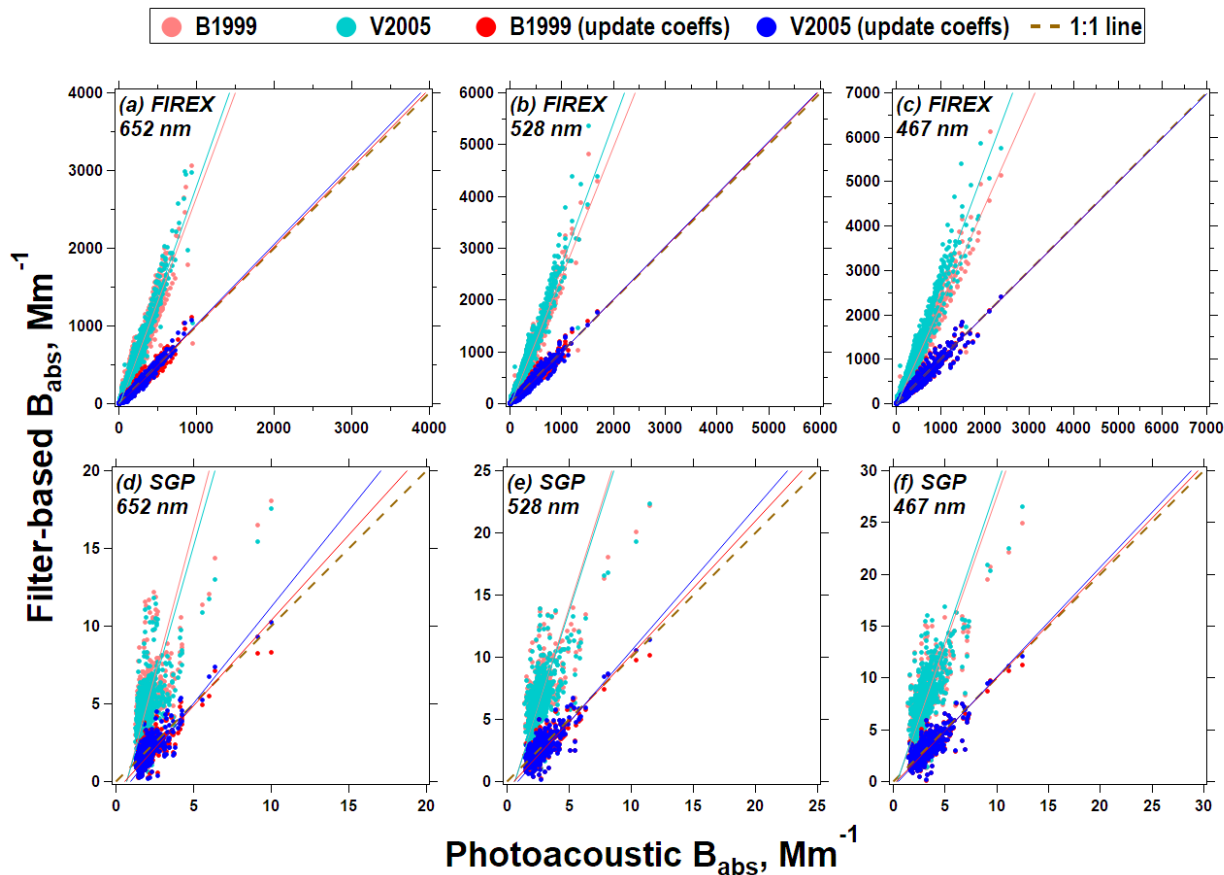 B1999 V2005 B1999 (update coeffs) V2005 (update coeffs) 1:1 line
Filter-based B_abs, Mm⁻¹
(a) FIREX
652 nm
4000
3000
2000
1000
0
0 1000 2000 3000 4000
(b) FIREX
528 nm
6000
5000
4000
3000
2000
1000
0
0 1000 2000 3000 4000 5000 6000
(c) FIREX
467 nm
7000
6000
5000
4000
3000
2000
1000
0
0 1000 2000 3000 4000 5000 6000 7000
(d) SGP
652 nm
20
15
10
5
0
0 5 10 15 20
(e) SGP
528 nm
25
20
15
10
5
0
0 5 10 15 20 25
(f) SGP
467 nm
30
25
20
15
10
5
0
0 5 10 15 20 25 30
Photoacoustic B_abs, Mm⁻¹